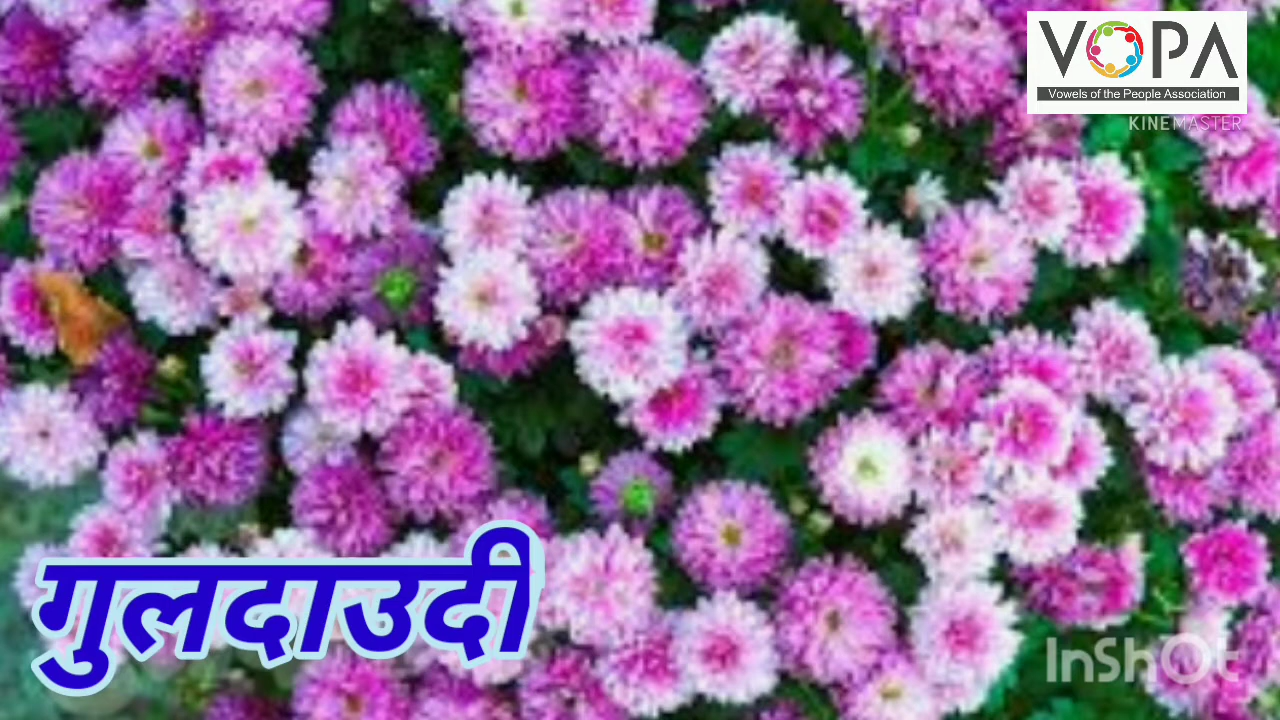 VOPA
Vowels of the People Association
KINEMASTER
गुलदाउदी
InShOt